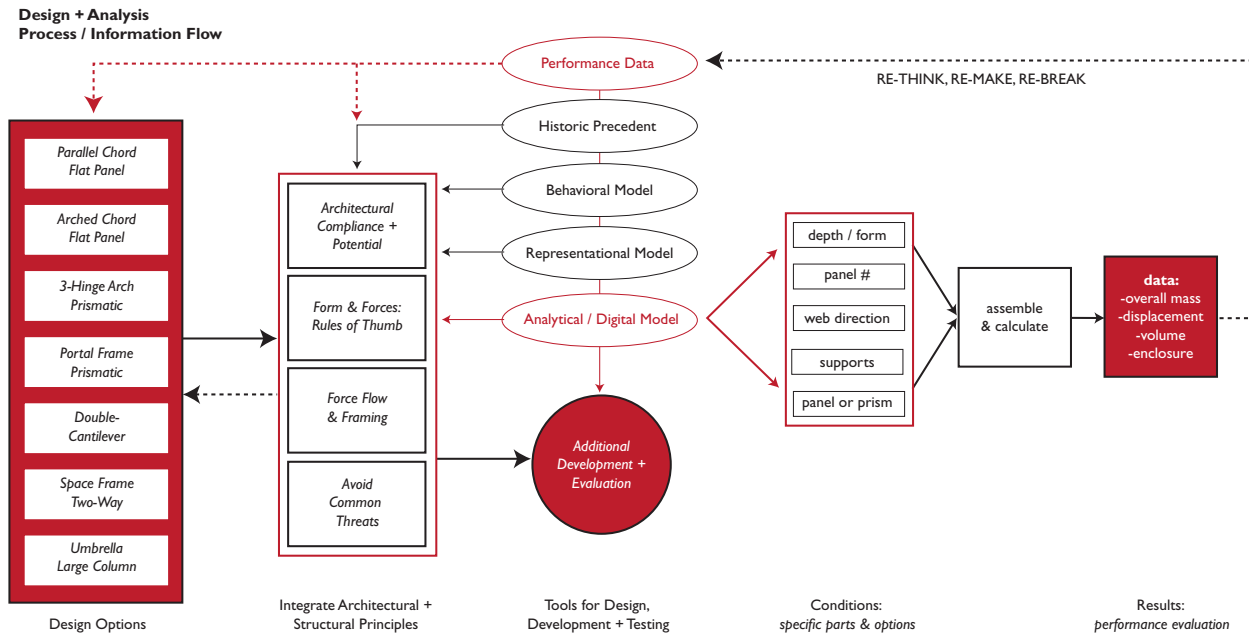 Design + Analysis
Process / Information Flow
Parallel Chord
Flat Panel
Arched Chord
Flat Panel
3-Hinge Arch
Prismatic
Portal Frame
Prismatic
Double-
Cantilever
Space Frame
Two-Way
Umbrella
Large Column
Design Options
Architectural
Compliance +
Potential
Form & Forces:
Rules of Thumb
Force Flow
& Framing
Avoid
Common
Threats
Integrate Architectural +
Structural Principles
Performance Data
Historic Precedent
Behavioral Model
Representational Model
Analytical / Digital Model
Additional
Development +
Evaluation
Tools for Design,
Development + Testing
RE-THINK, RE-MAKE, RE-BREAK
depth / form
panel #
web direction
supports
panel or prism
Conditions:
specific parts & options
assemble
& calculate
data:
-overall mass
-displacement
-volume
-enclosure
Results:
performance evaluation